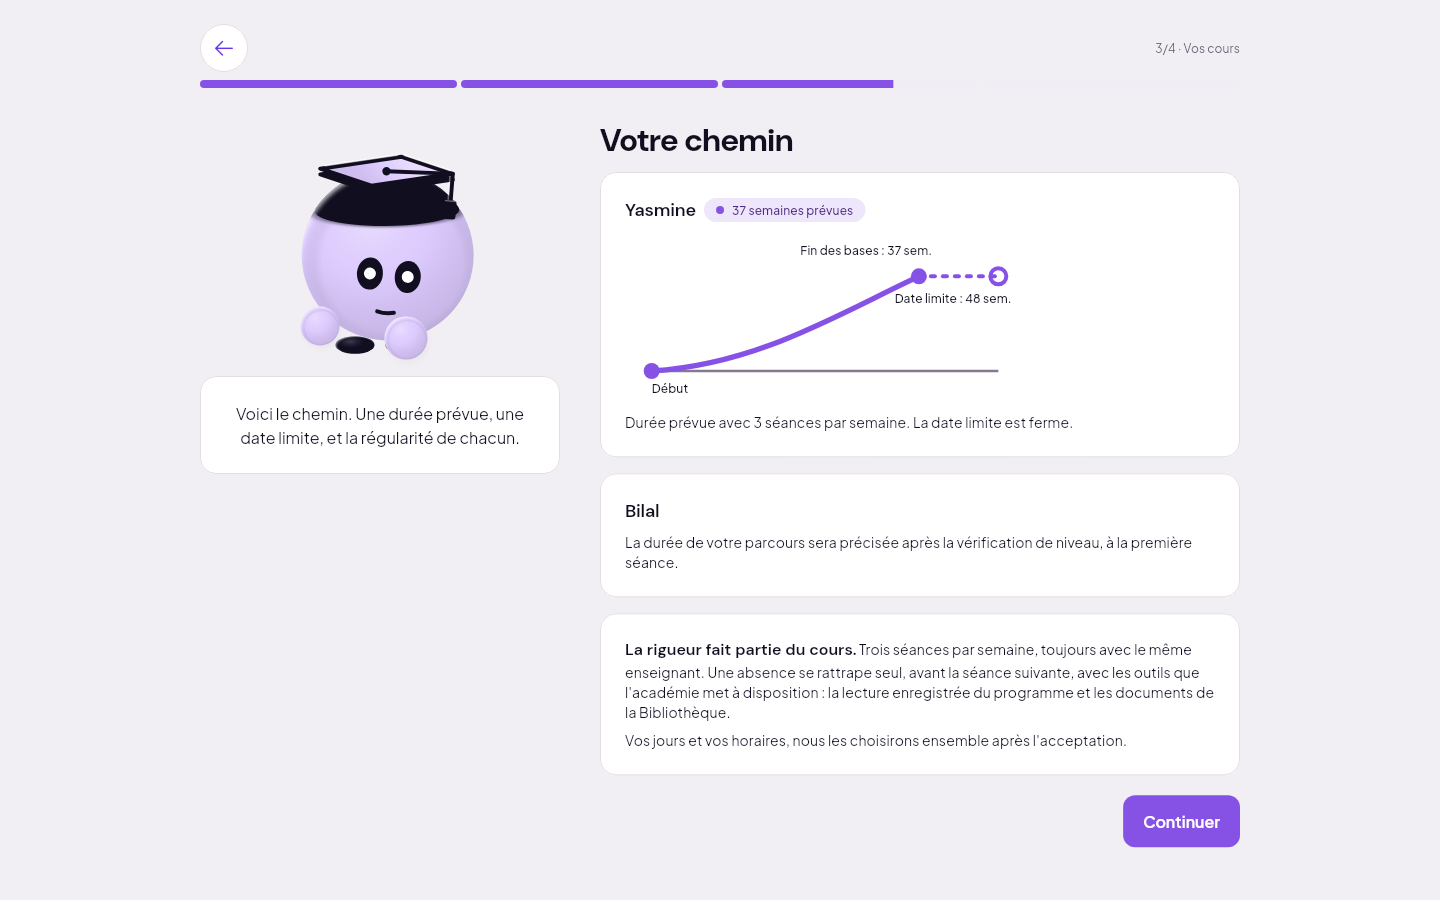 3/4 · Vos cours
Votre chemin
Yasmine
37 semaines prévues
Fin des bases : 37 sem.
Date limite : 48 sem.
Début
Durée prévue avec 3 séances par semaine. La date limite est ferme.
Voici le chemin. Une durée prévue, une
date limite, et la régularité de chacun.
Bilal
La durée de votre parcours sera précisée après la vérification de niveau, à la première
séance.
La rigueur fait partie du cours. Trois séances par semaine, toujours avec le même
enseignant. Une absence se rattrape seul, avant la séance suivante, avec les outils que
l'académie met à disposition : la lecture enregistrée du programme et les documents de
la Bibliothèque.
Vos jours et vos horaires, nous les choisirons ensemble après l'acceptation.
Continuer